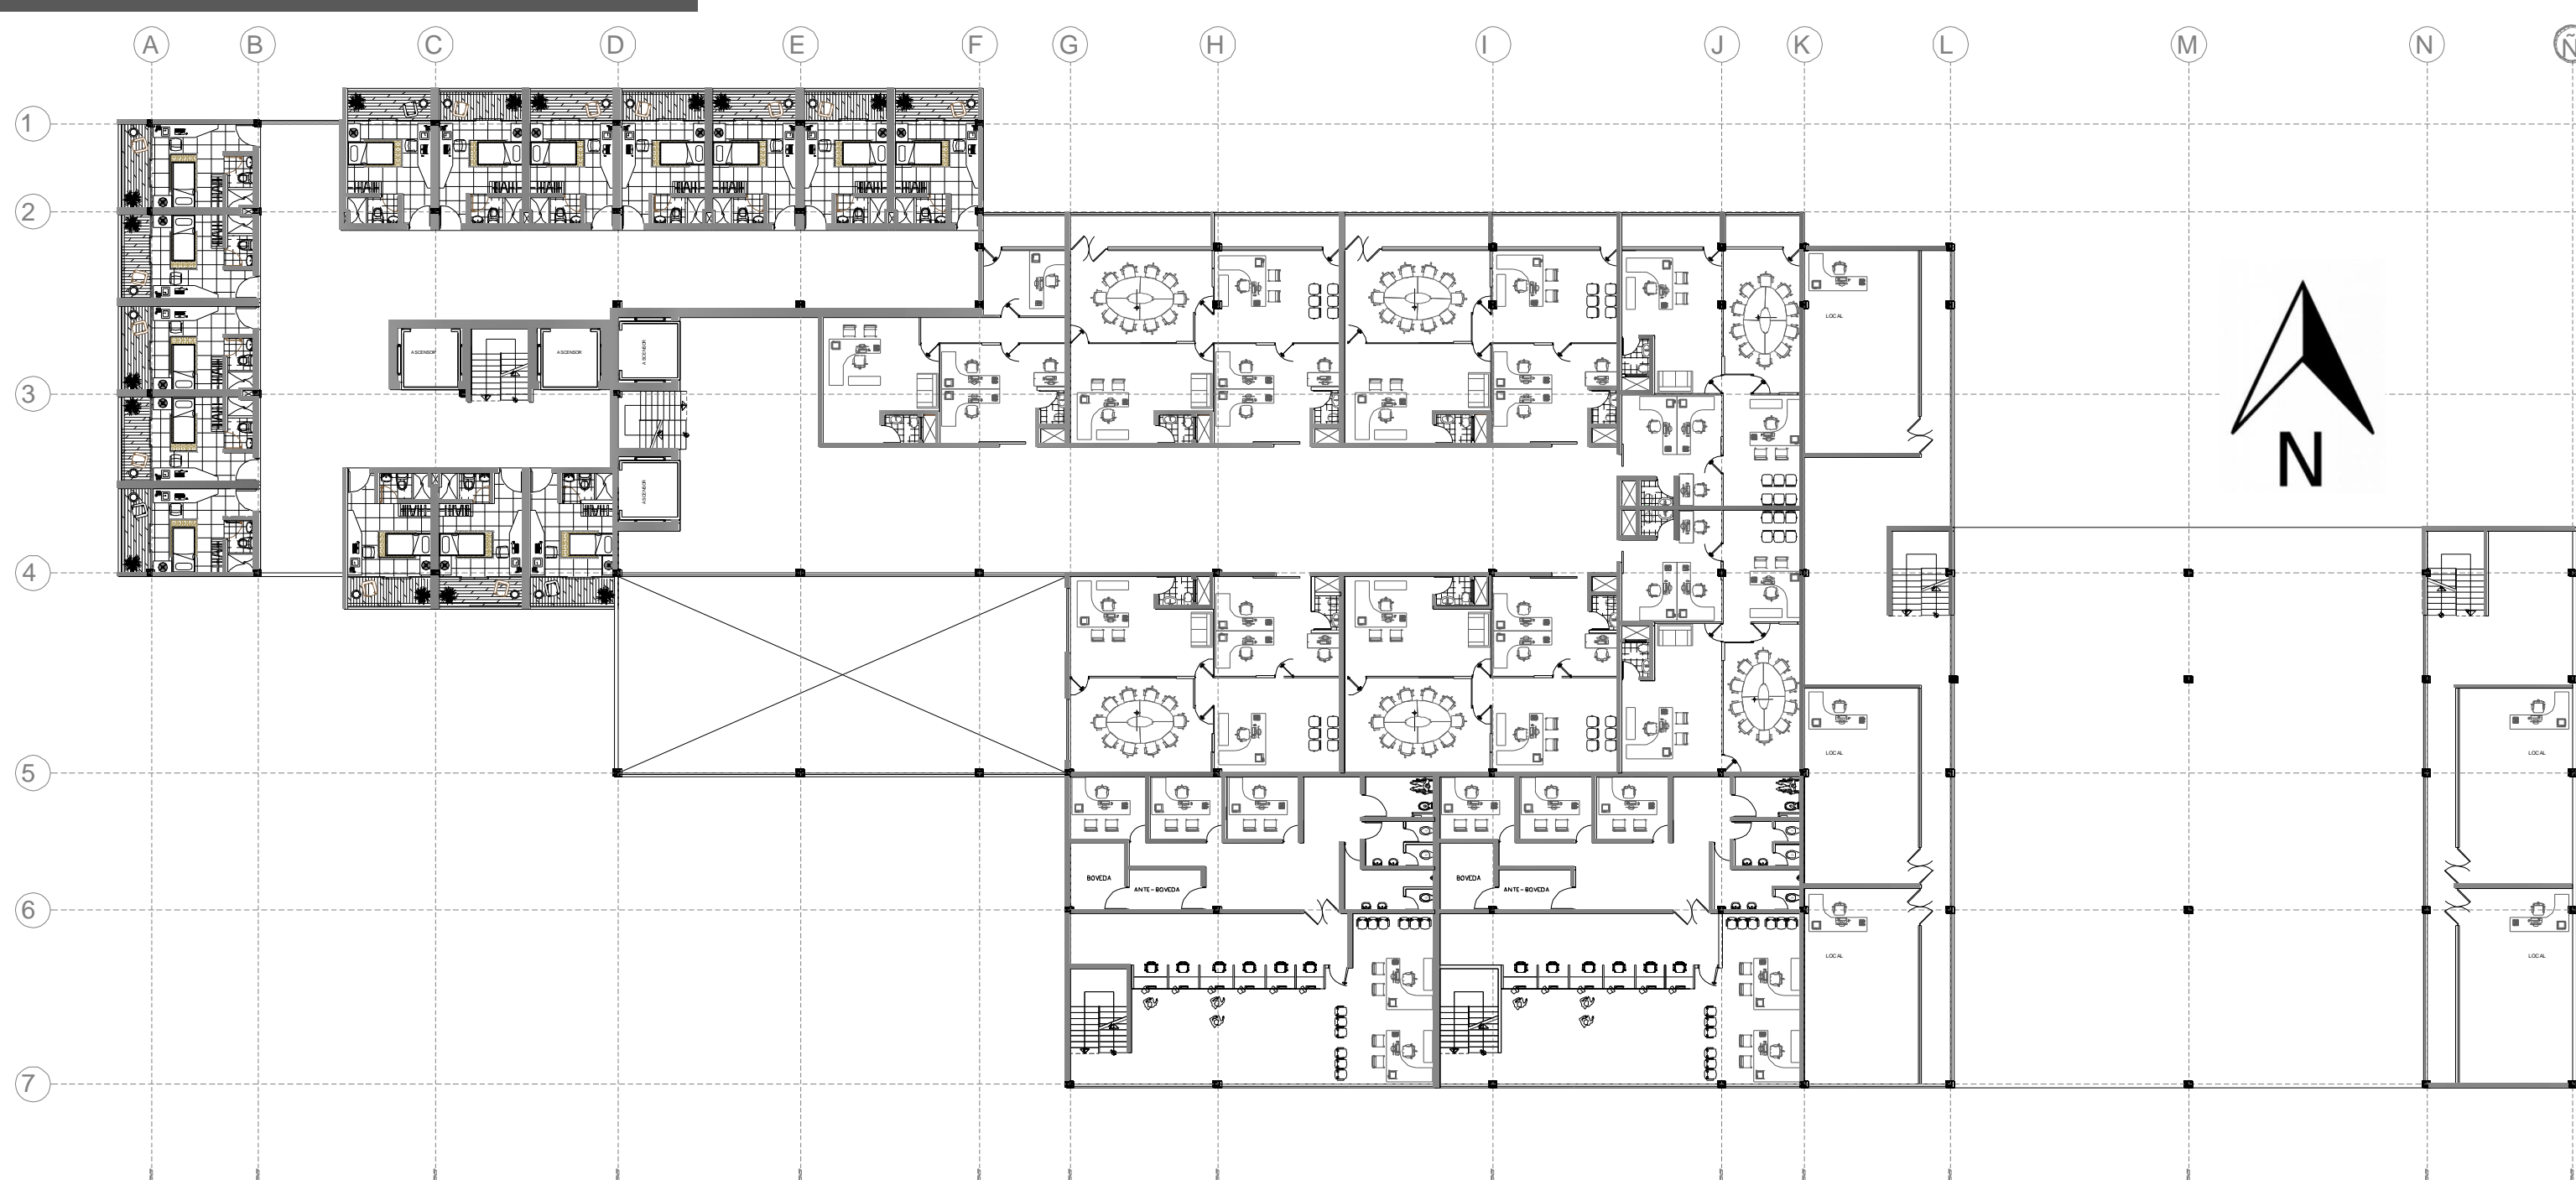 A B C D E F G H I J K L M N Ñ
1
2
LOCAL
ASCENSOR ASCENSOR ASCENSOR
3
N
ASCENSOR
4
LOCAL LOCAL
5
BOVEDA ANTE-BOVEDA BOVEDA ANTE-BOVEDA
6
LOCAL LOCAL
7